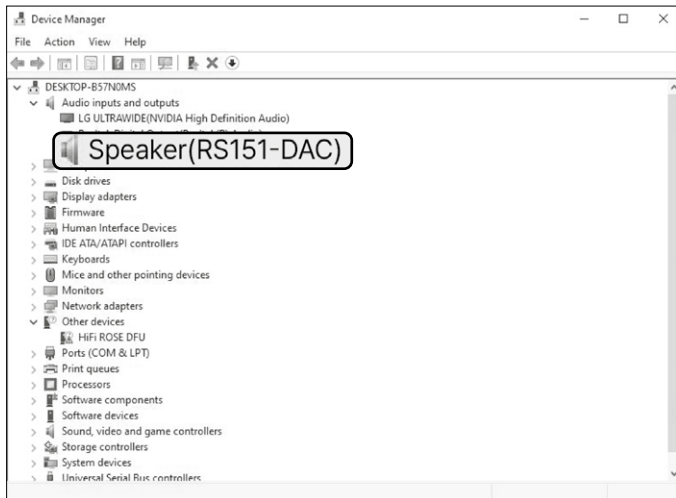 Device Manager
File Action View Help
DESKTOP-B57N0MS
Audio inputs and outputs
LG ULTRAWIDE(NVIDIA High Definition Audio)
Speaker(RS151-DAC)
Disk drives
Display adapters
Firmware
Human Interface Devices
IDE ATA/ATAPI controllers
Keyboards
Mice and other pointing devices
Monitors
Network adapters
Other devices
HiFi ROSE DFU
Ports (COM & LPT)
Print queues
Processors
Software components
Software devices
Sound, video and game controllers
Storage controllers
System devices
Universal Serial Bus controllers